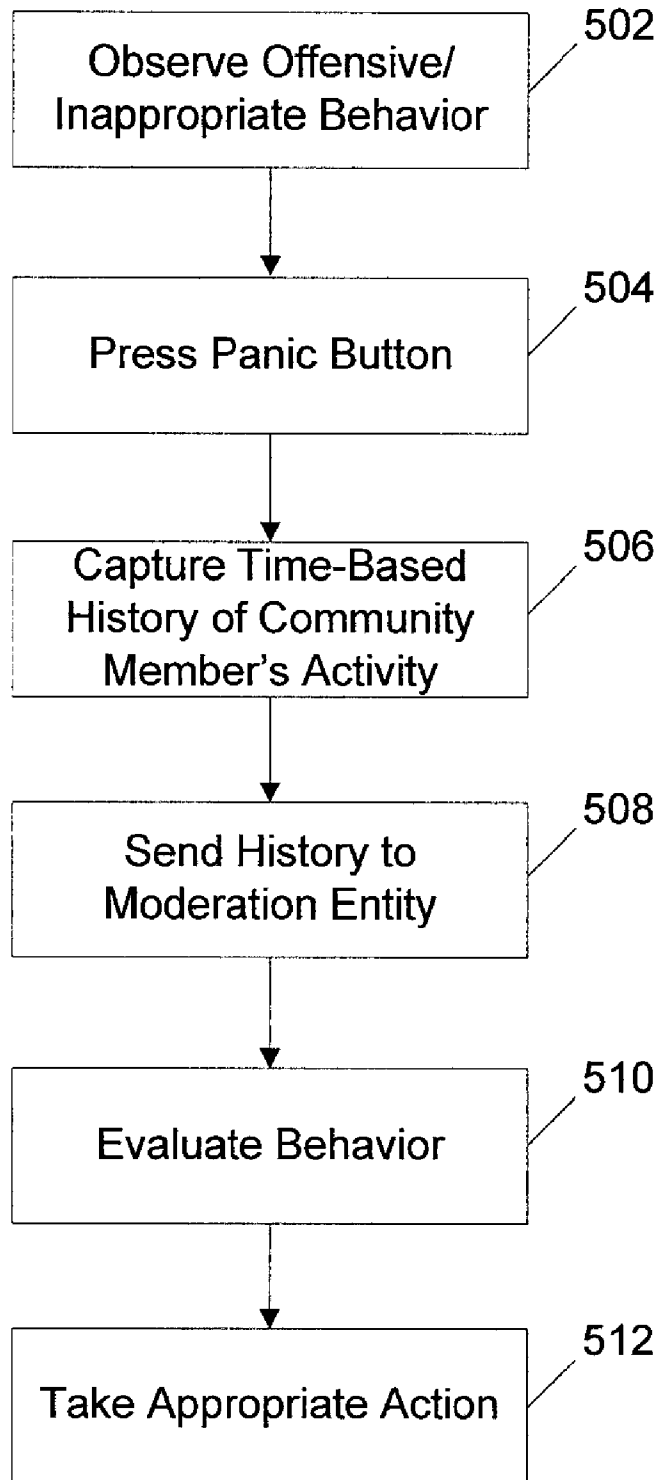 502
Observe Offensive/
Inappropriate Behavior
504
Press Panic Button
506
Capture Time-Based
History of Community
Member's Activity
508
Send History to
Moderation Entity
510
Evaluate Behavior
512
Take Appropriate Action